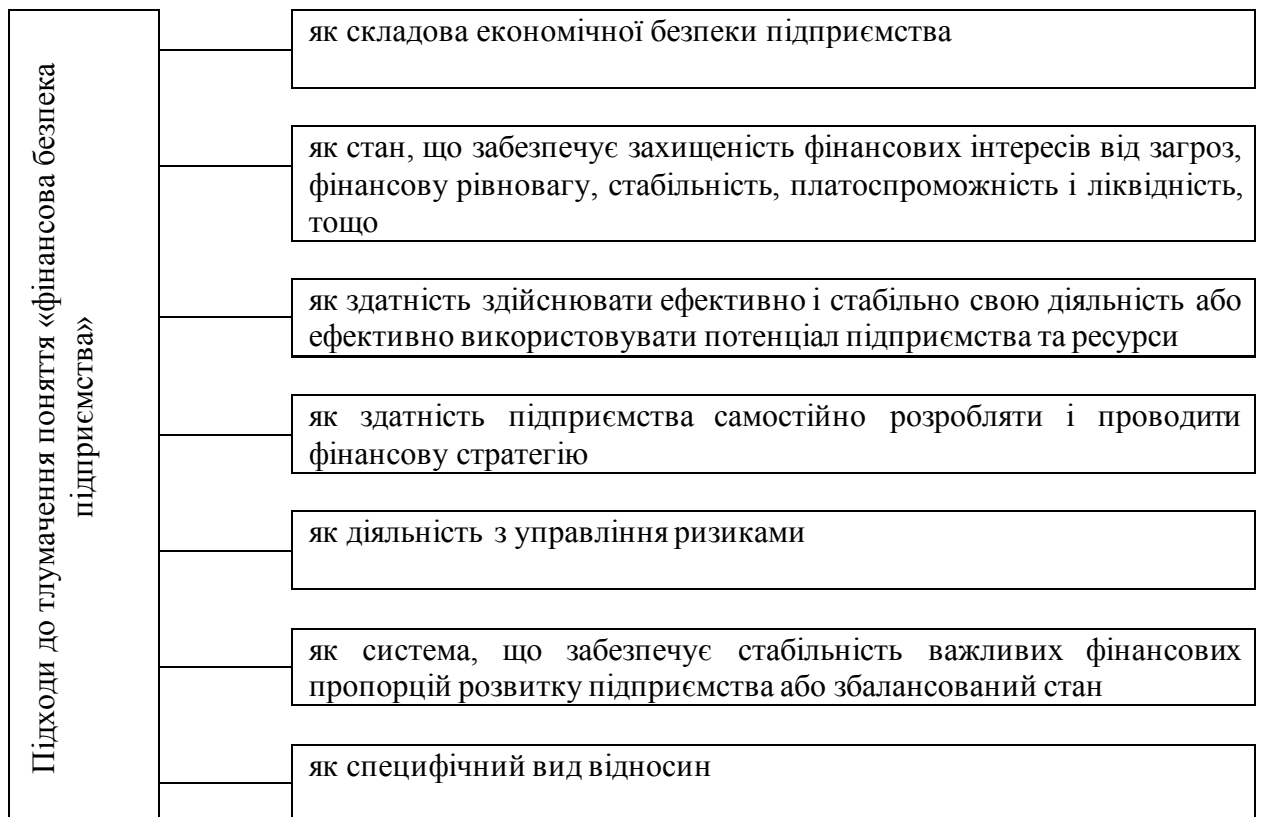 Підходи до тлумачення поняття «фінансова безпека
підприємства»
як складова економічної безпеки підприємства
як стан, що забезпечує захищеність фінансових інтересів від загроз,
фінансову рівновагу, стабільність, платоспроможність і ліквідність,
тощо
як здатність здійснювати ефективно і стабільно свою діяльність або
ефективно використовувати потенціал підприємства та ресурси
як здатність підприємства самостійно розробляти і проводити
фінансову стратегію
як діяльність з управління ризиками
як система, що забезпечує стабільність важливих фінансових
пропорцій розвитку підприємства або збалансований стан
як специфічний вид відносин